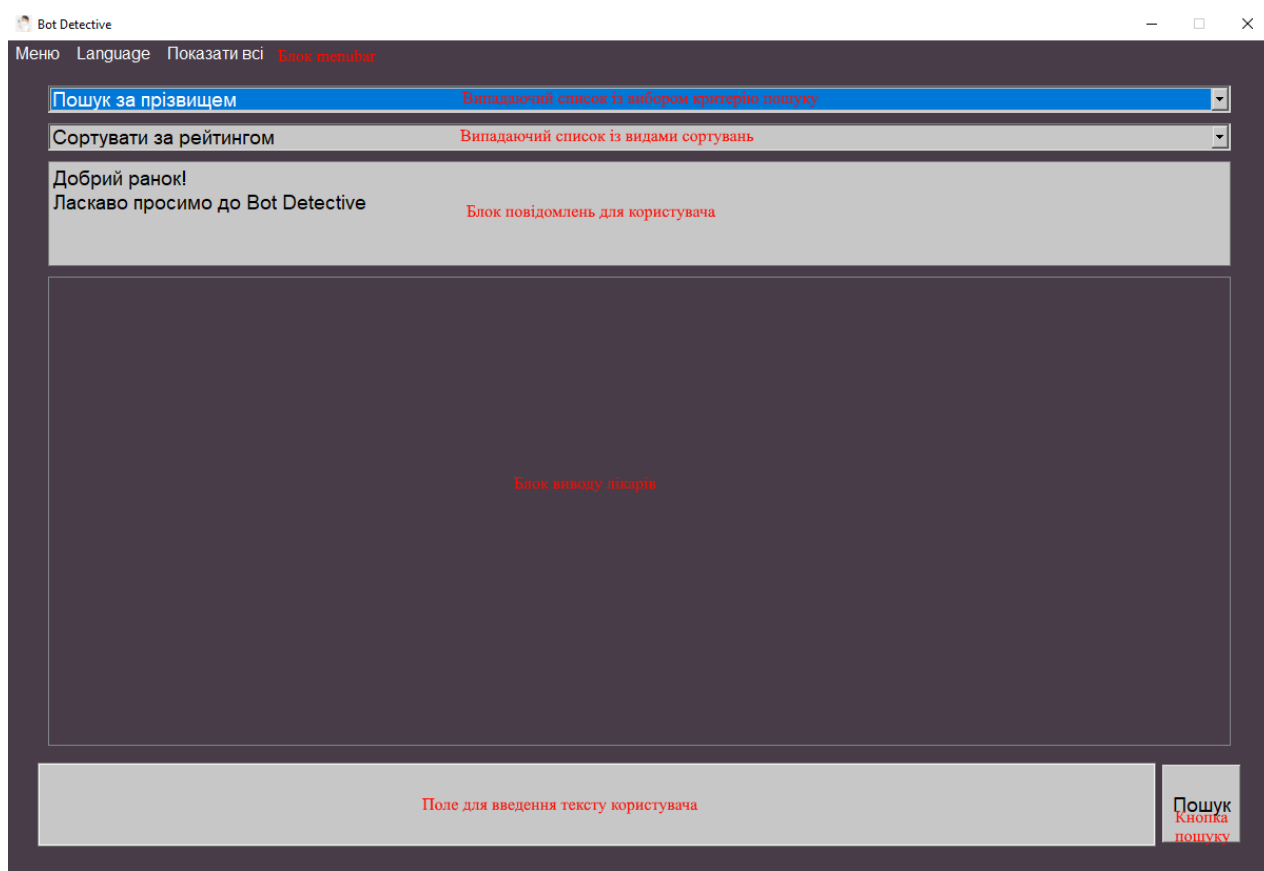 Bot Detective
Меню Language Показати всі Блок menubar
Пошук за прізвищем Випадаючий список із вибором критерію пошуку
Сортувати за рейтингом Випадаючий список із видами сортувань
Добрий ранок!
Ласкаво просимо до Bot Detective
Блок повідомлень для користувача
Блок виводу лікарів
Поле для введення тексту користувача
Пошук
Кнопка
пошуку